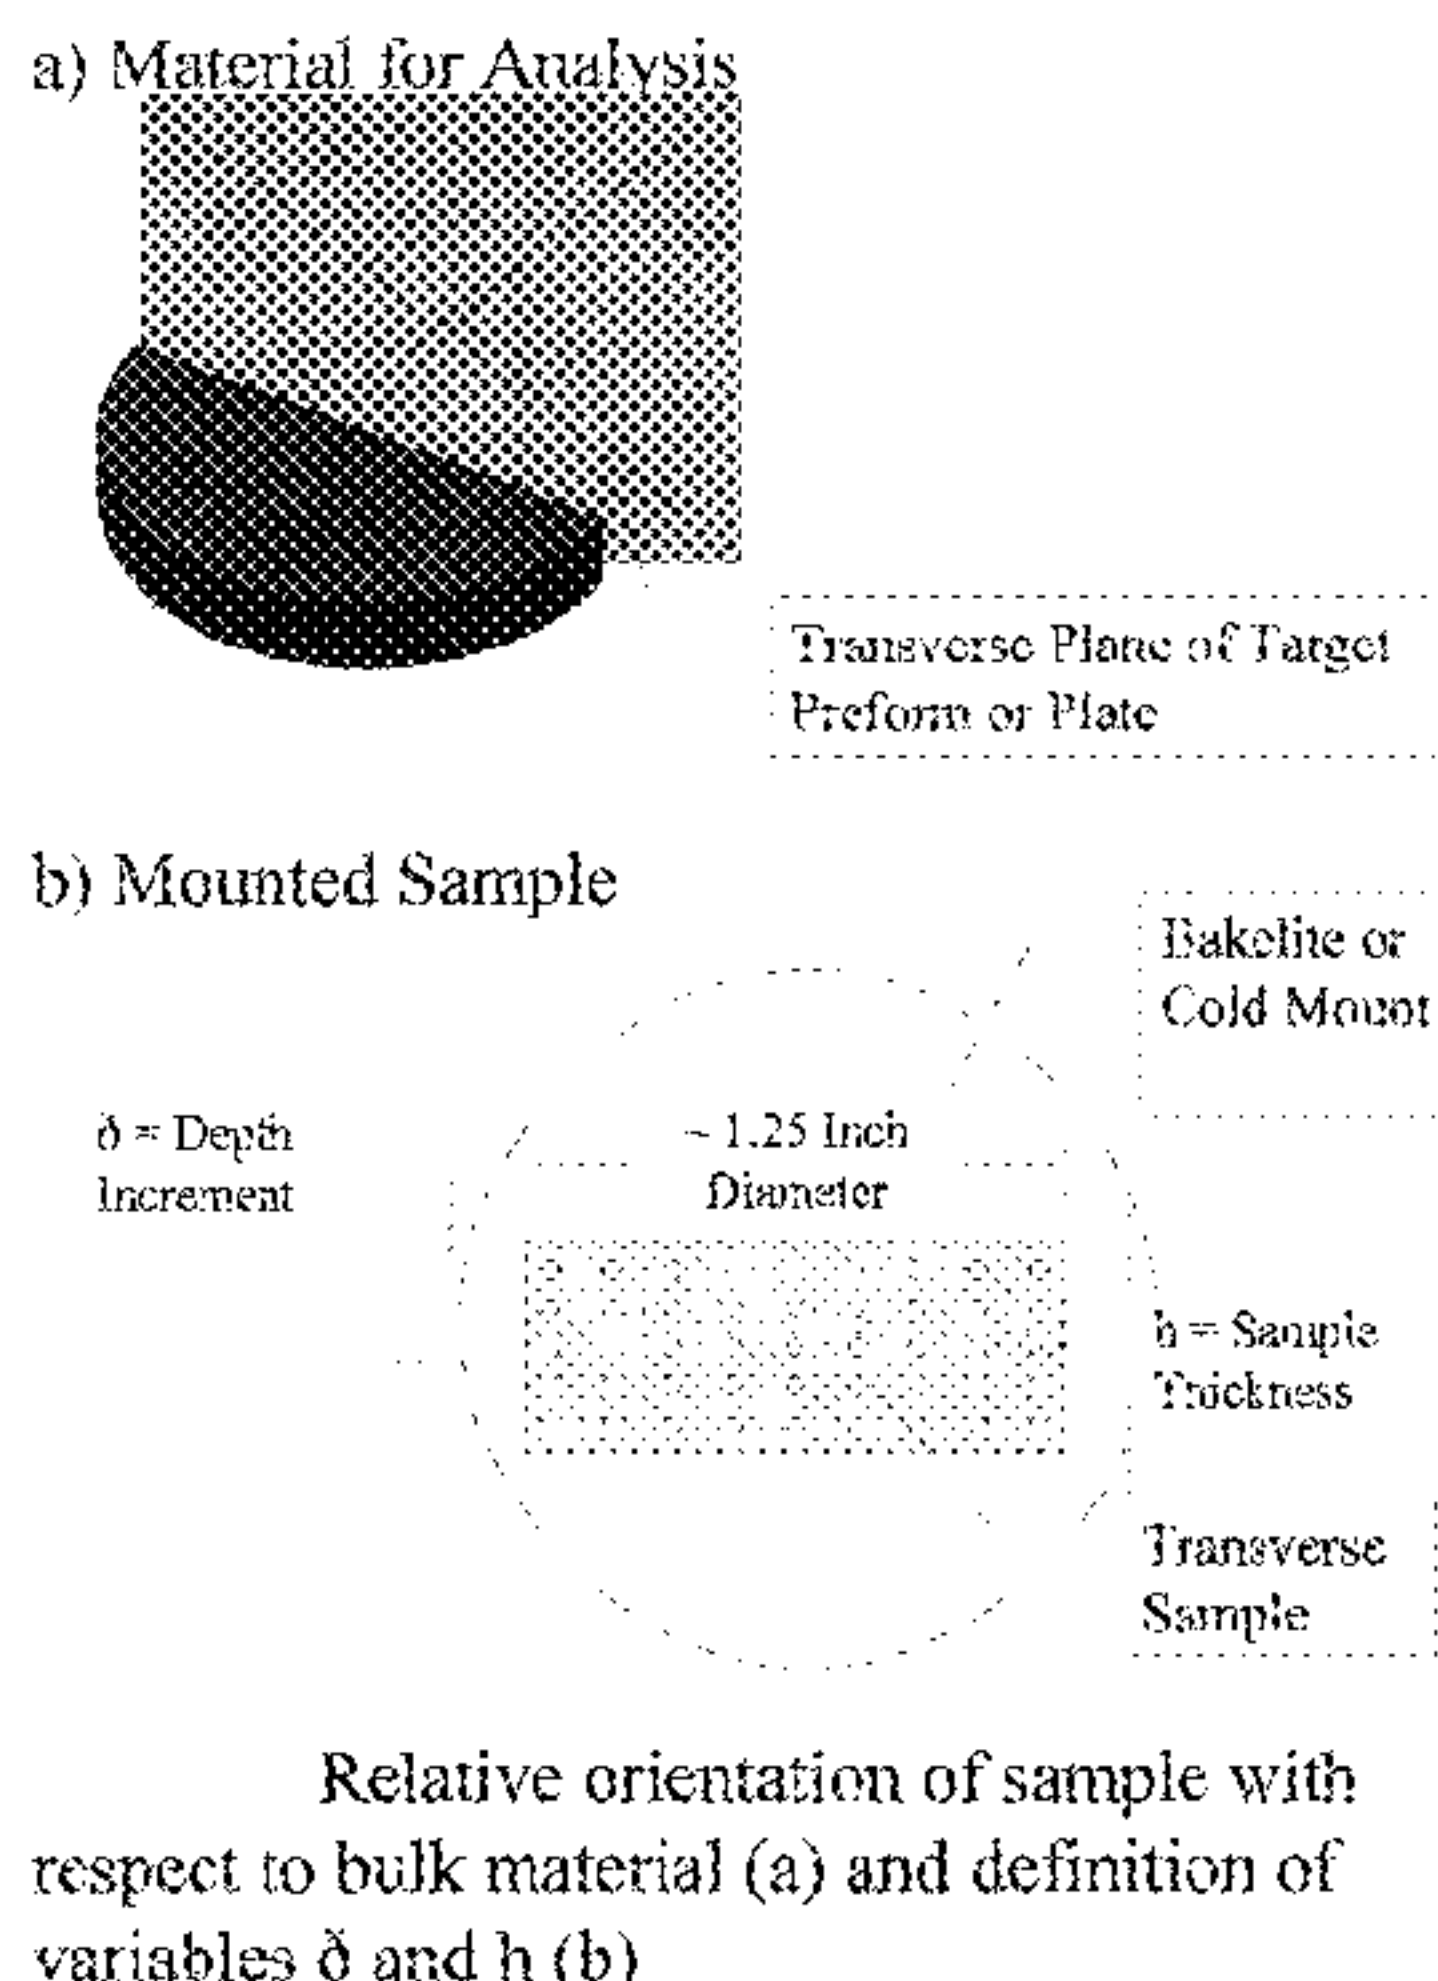 a) Material for Analysis
Transverse Plane of Target
Preform or Plate
b) Mounted Sample
Bakelite or
Cold Mount
ð = Depth
Increment
~ 1.25 Inch
Diameter
h = Sample
Thickness
Transverse
Sample
Relative orientation of sample with
respect to bulk material (a) and definition of
variables ð and h (b)